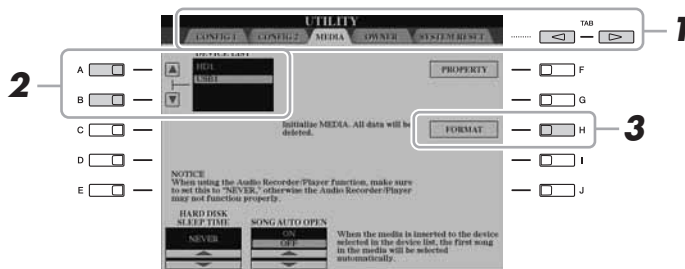 UTILITY
CONFIG 1 CONFIG 2 MEDIA OWNER SYSTEM RESET
TAB
1
DEVICE LIST
HD1
USB1
PROPERTY
2
A
B
C
D
E
F
G
H
I
J
3
Initialize MEDIA. All data will be
deleted.
FORMAT
NOTICE
When using the Audio Recorder/Player function, make sure
to set this to "NEVER," otherwise the Audio Recorder/Player
may not function properly.
HARD DISK
SLEEP TIME
SONG AUTO OPEN
NEVER
ON
OFF
When the media is inserted to the device
selected in the device list, the first song
in the media will be selected
automatically.